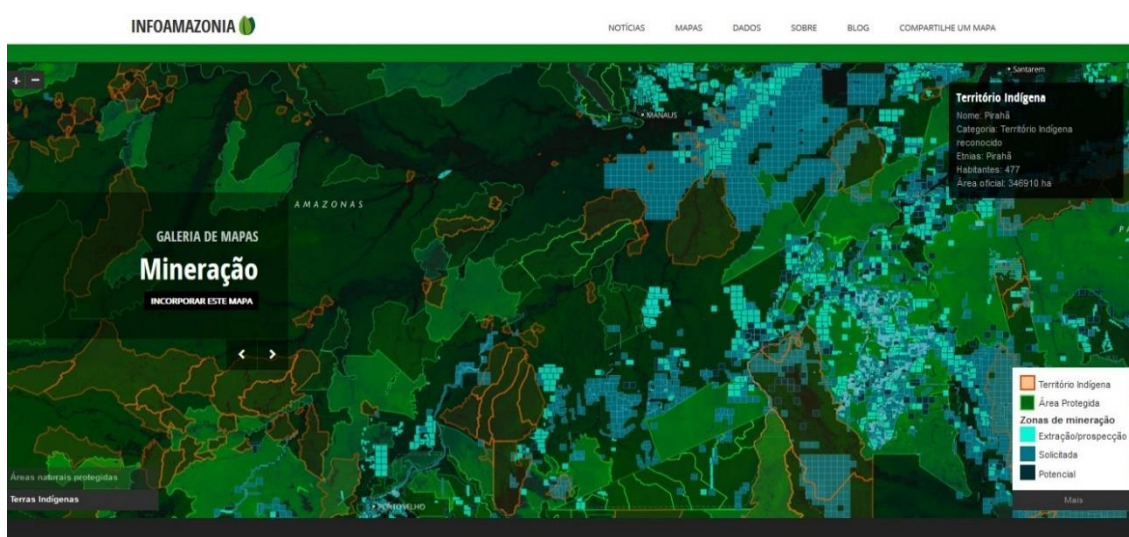 INFOAMAZONIA
NOTÍCIAS MAPAS DADOS SOBRE BLOG COMPARTILHE UM MAPA
+ −
Santarem
MANAUS
Território Indígena
Nome: Pirahã
Categoria: Território Indígena
reconocido
Etnias: Pirahã
Habitantes: 477
Área oficial: 346910 ha
AMAZONAS
P
GALERIA DE MAPAS
Mineração
INCORPORAR ESTE MAPA
< >
Território Indígena
Área Protegida
Zonas de mineração
Extração/prospecção
Solicitada
Potencial
Mais
Áreas naturais protegidas
Terras Indígenas
PORTO VELHO